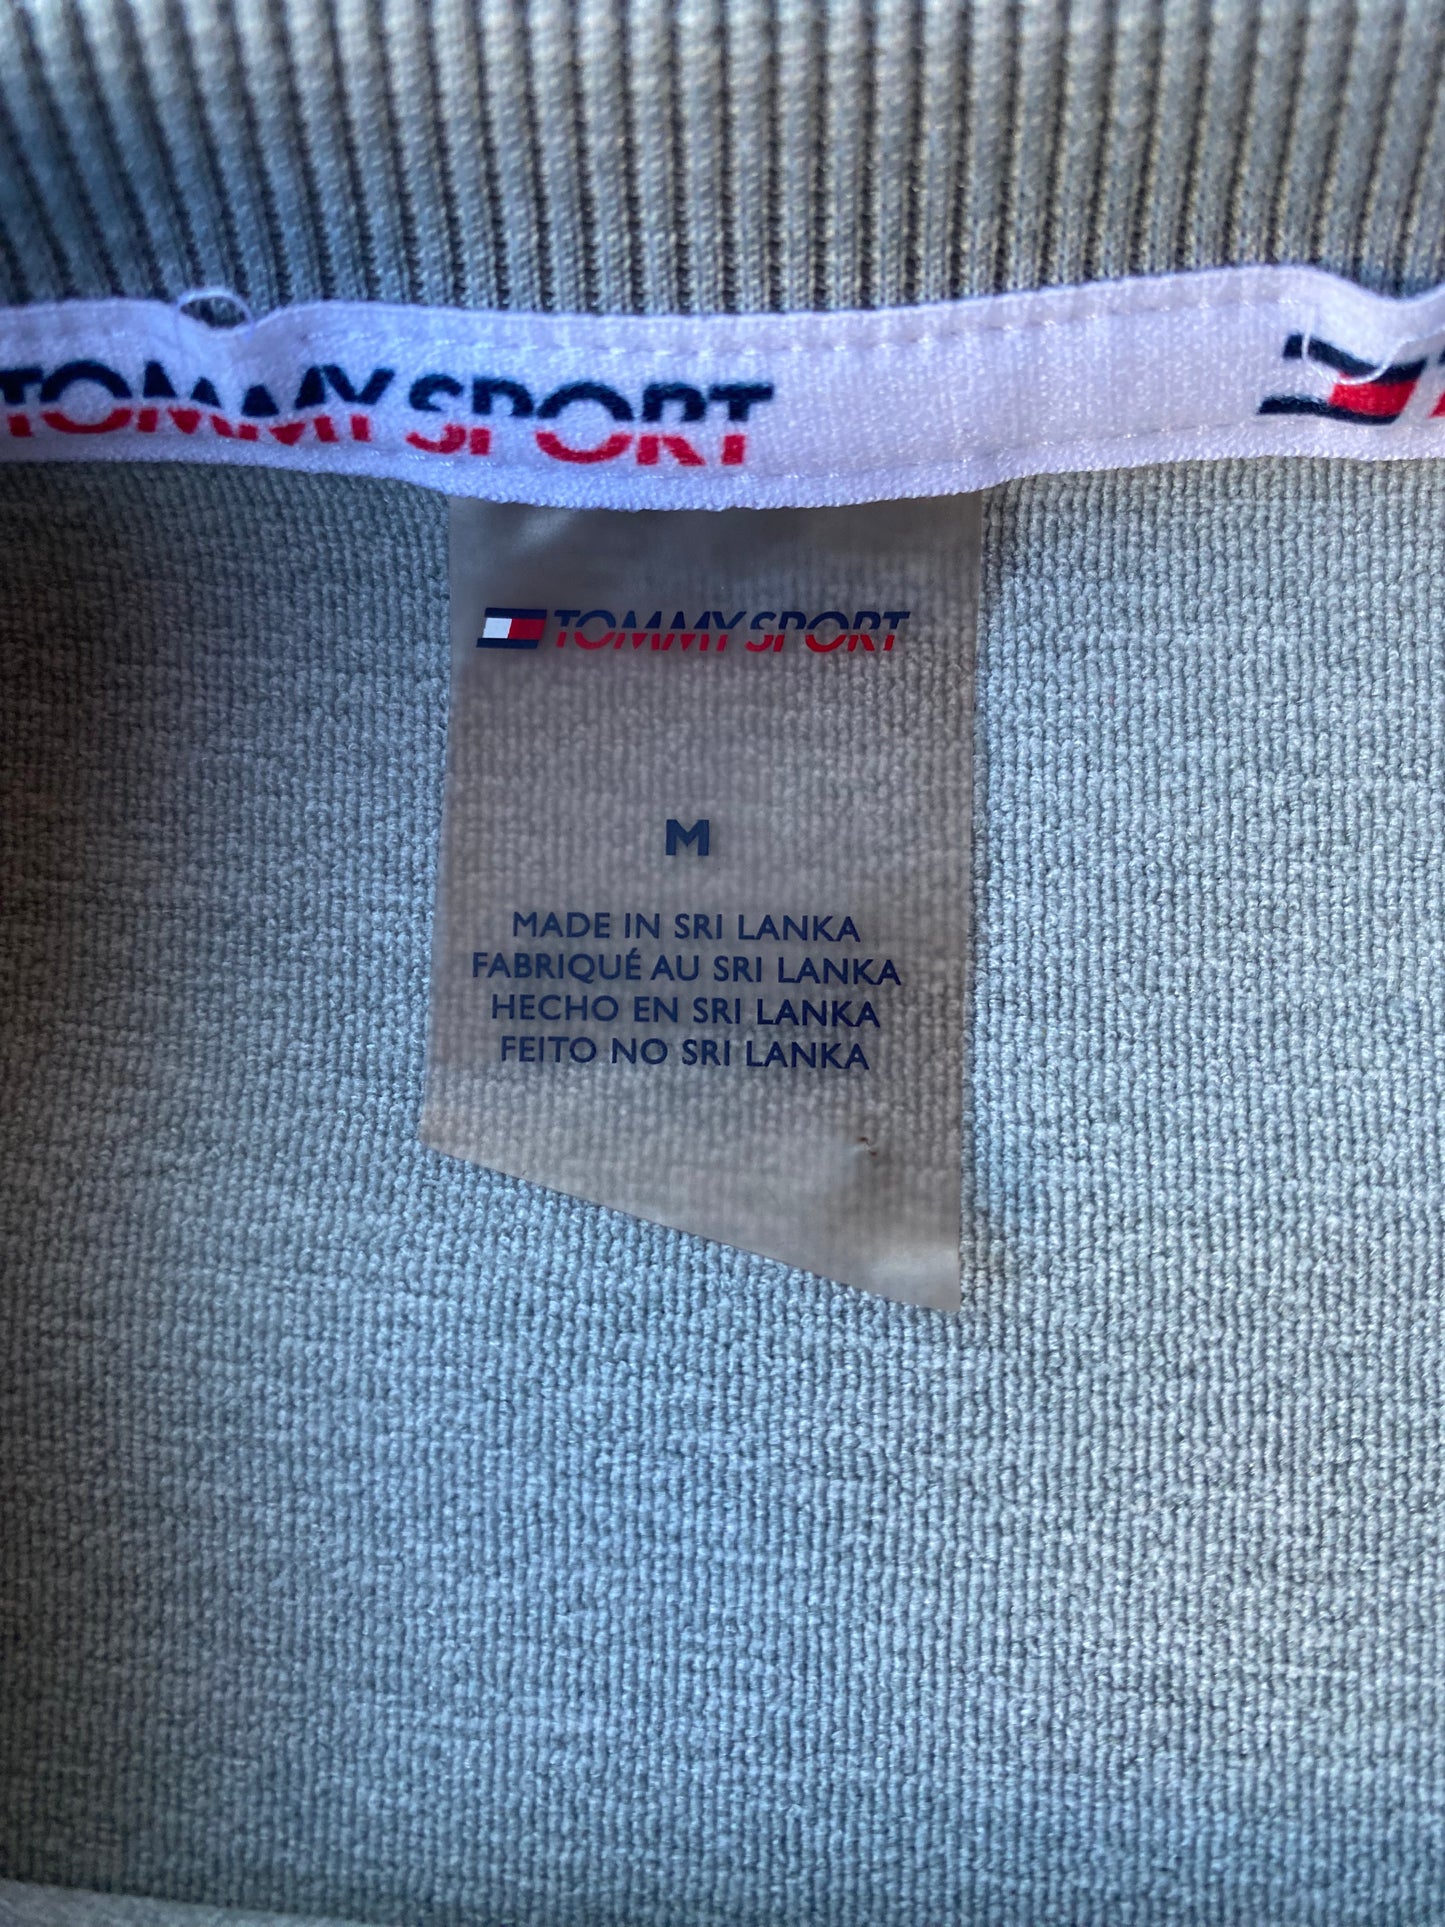 TOMMY SPORT
TOMMY SPORT
M
MADE IN SRI LANKA
FABRIQUÉ AU SRI LANKA
HECHO EN SRI LANKA
FEITO NO SRI LANKA